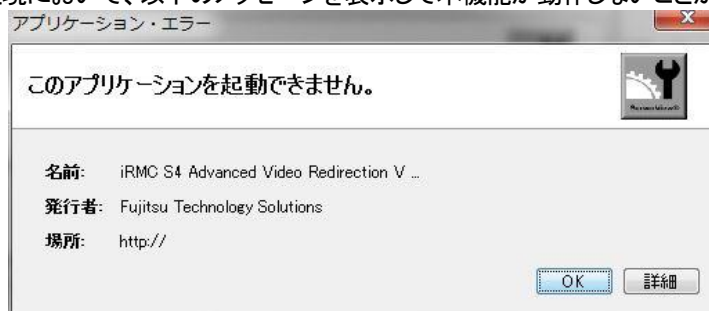 アプリケーション・エラー
このアプリケーションを起動できません。
名前: iRMC S4 Advanced Video Redirection V ...
発行者: Fujitsu Technology Solutions
場所: http://
OK 詳細